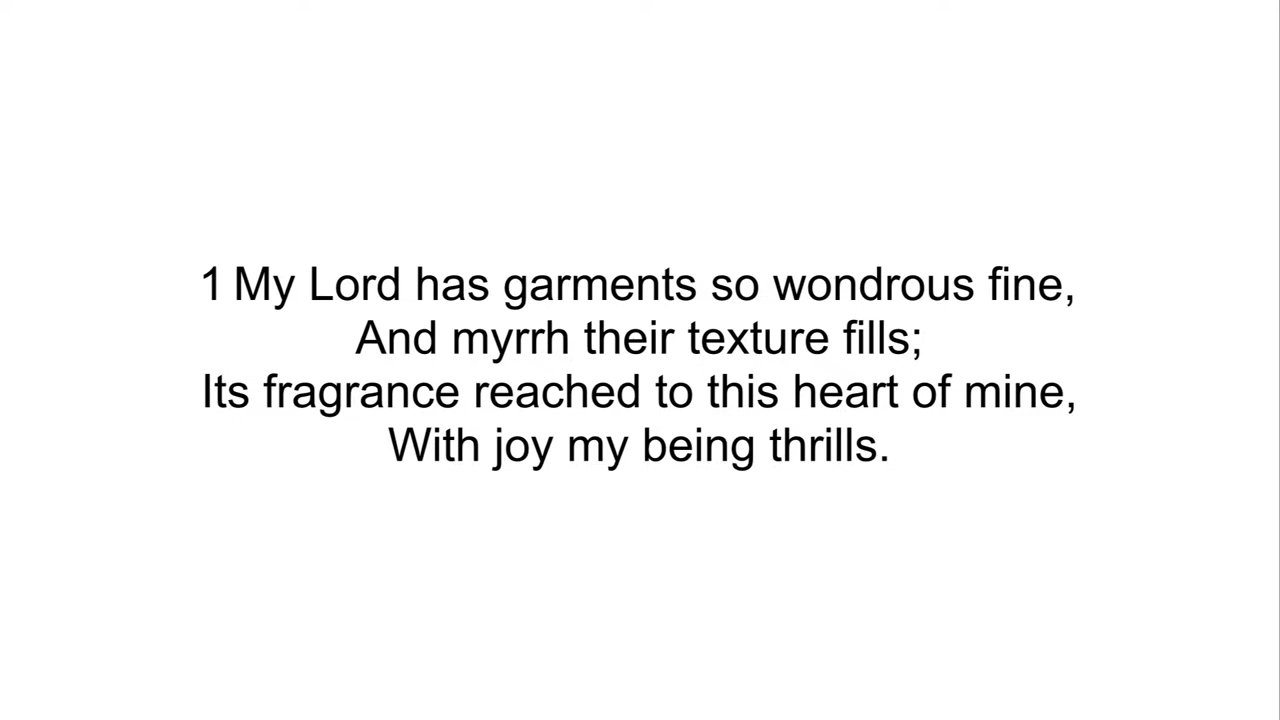 1 My Lord has garments so wondrous fine,
And myrrh their texture fills;
Its fragrance reached to this heart of mine,
With joy my being thrills.